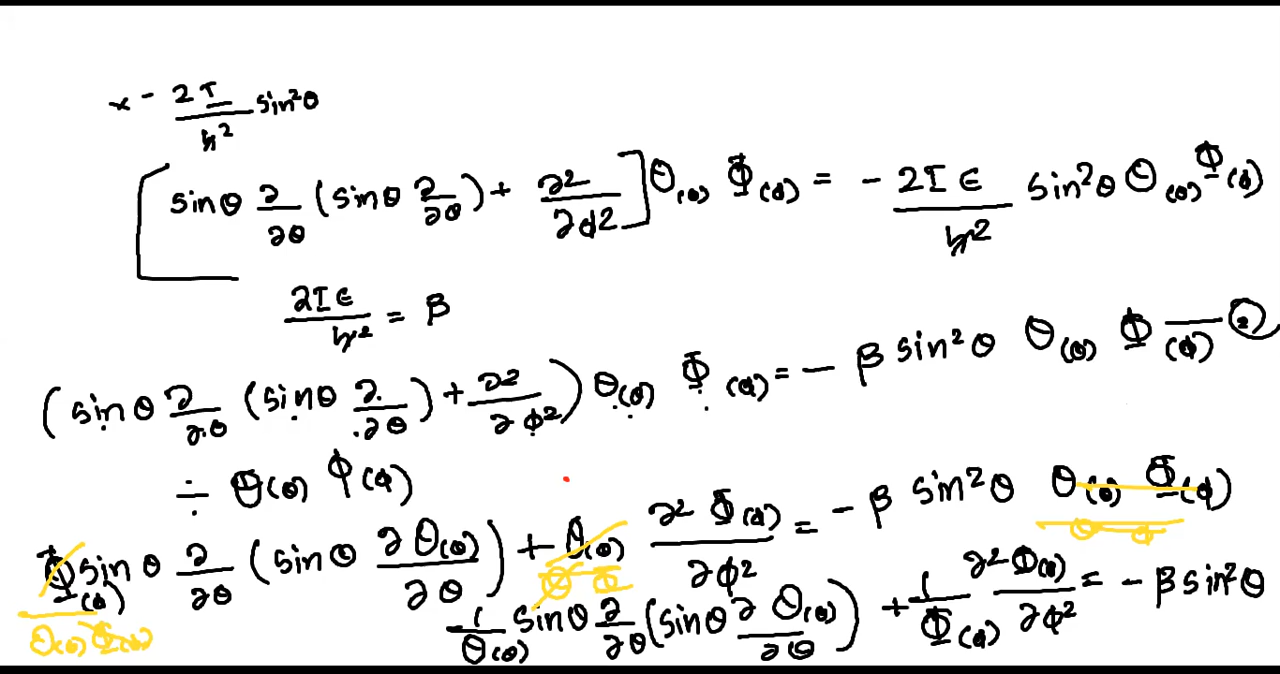 x - 2I/ħ² sin²θ
[sinθ ∂/∂θ (sinθ ∂/∂θ) + ∂²/∂ϕ²] Θ(θ) Φ(ϕ) = - 2Iϵ/ħ² sin²θ Θ(θ) Φ(ϕ)
2Iϵ/ħ² = β
(sinθ ∂/∂θ (sinθ ∂/∂θ) + ∂²/∂ϕ²) Θ(θ) Φ(ϕ) = - β sin²θ Θ(θ) Φ(ϕ) — ②
÷ Θ(θ) Φ(ϕ)
Φ(ϕ)/Θ(θ) Φ(ϕ) sinθ ∂/∂θ (sinθ ∂Θ(θ)/∂θ) + Θ(θ)/Θ Φ ∂²Φ(ϕ)/∂ϕ² = - β sin²θ Θ(θ) Φ(ϕ)/Θ Φ
1/Θ(θ) sinθ ∂/∂θ (sinθ ∂Θ(θ)/∂θ) + 1/Φ(ϕ) ∂²Φ(ϕ)/∂ϕ² = - β sin²θ